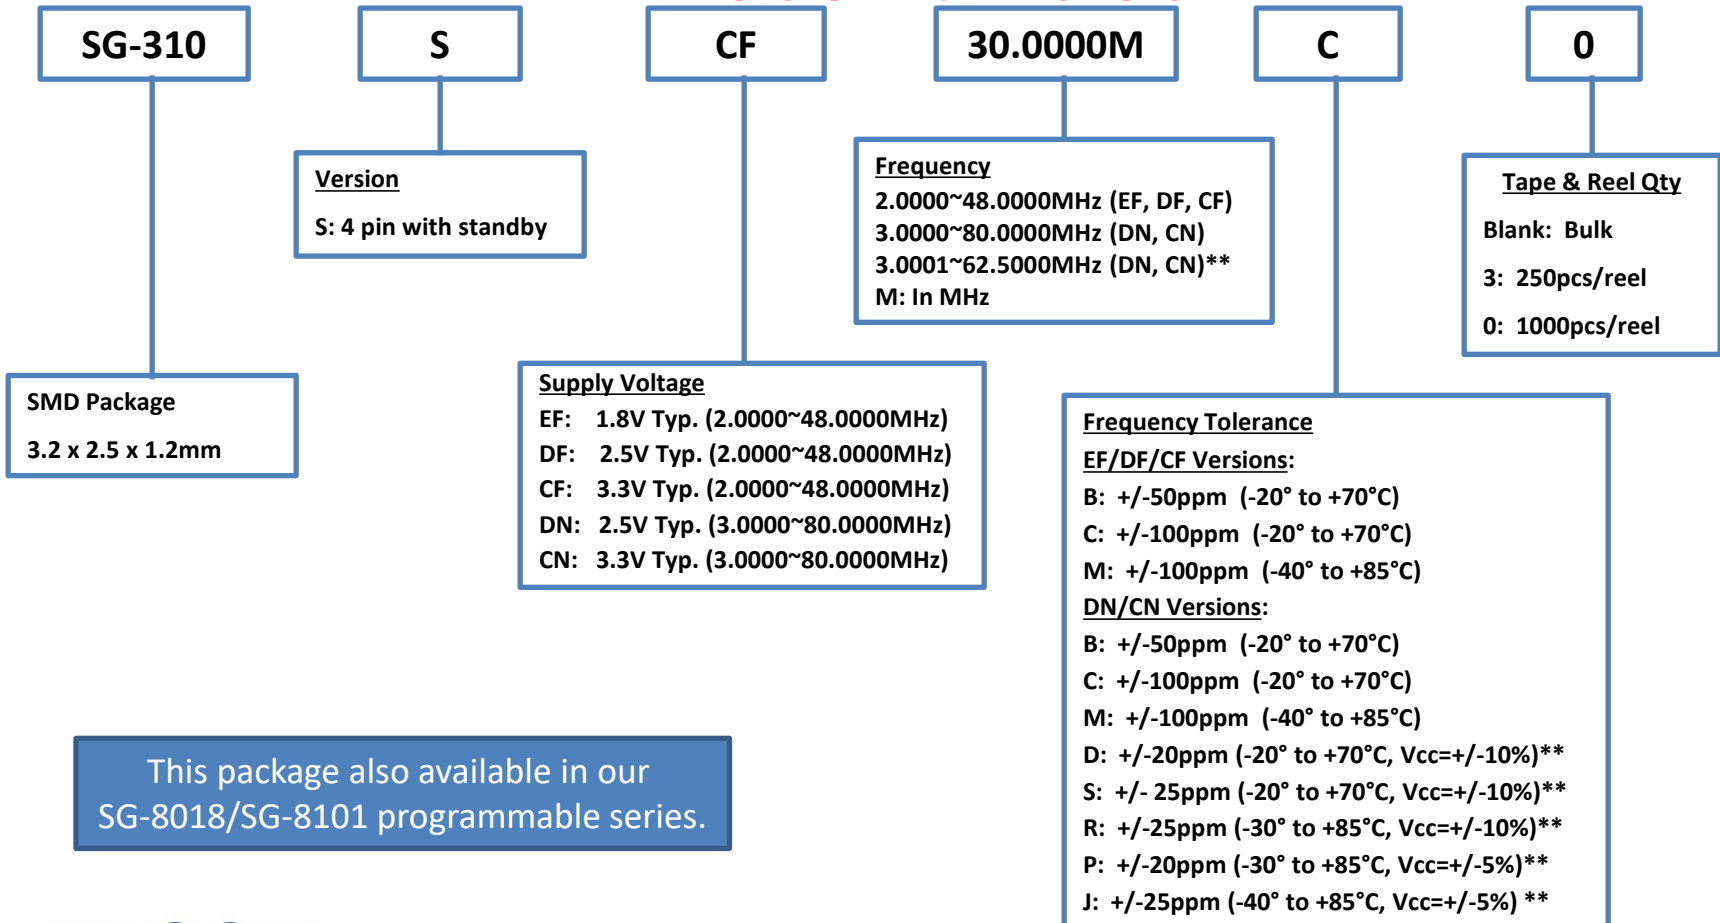 SG-310
S
CF
30.0000M
C
0
Version
S: 4 pin with standby
Frequency
2.0000~48.0000MHz (EF, DF, CF)
3.0000~80.0000MHz (DN, CN)
3.0001~62.5000MHz (DN, CN)**
M: In MHz
Tape & Reel Qty
Blank: Bulk
3: 250pcs/reel
0: 1000pcs/reel
SMD Package
3.2 x 2.5 x 1.2mm
Supply Voltage
EF: 1.8V Typ. (2.0000~48.0000MHz)
DF: 2.5V Typ. (2.0000~48.0000MHz)
CF: 3.3V Typ. (2.0000~48.0000MHz)
DN: 2.5V Typ. (3.0000~80.0000MHz)
CN: 3.3V Typ. (3.0000~80.0000MHz)
Frequency Tolerance
EF/DF/CF Versions:
B: +/-50ppm (-20° to +70°C)
C: +/-100ppm (-20° to +70°C)
M: +/-100ppm (-40° to +85°C)
DN/CN Versions:
B: +/-50ppm (-20° to +70°C)
C: +/-100ppm (-20° to +70°C)
M: +/-100ppm (-40° to +85°C)
D: +/-20ppm (-20° to +70°C, Vcc=+/-10%)**
S: +/- 25ppm (-20° to +70°C, Vcc=+/-10%)**
R: +/-25ppm (-30° to +85°C, Vcc=+/-10%)**
P: +/-20ppm (-30° to +85°C, Vcc=+/-5%)**
J: +/-25ppm (-40° to +85°C, Vcc=+/-5%) **
This package also available in our
SG-8018/SG-8101 programmable series.